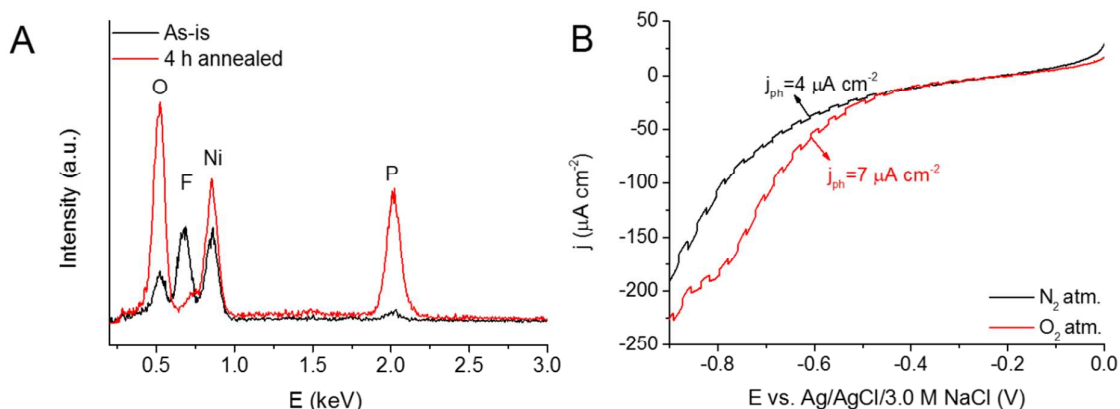 A
As-is
4 h annealed
O
F
Ni
P
Intensity (a.u.)
0.5 1.0 1.5 2.0 2.5 3.0
E (keV)
B
50
0
-50
-100
-150
-200
-250
j (μA cm-2)
jph=4 μA cm-2
jph=7 μA cm-2
N2 atm.
O2 atm.
-0.8 -0.6 -0.4 -0.2 0.0
E vs. Ag/AgCl/3.0 M NaCl (V)